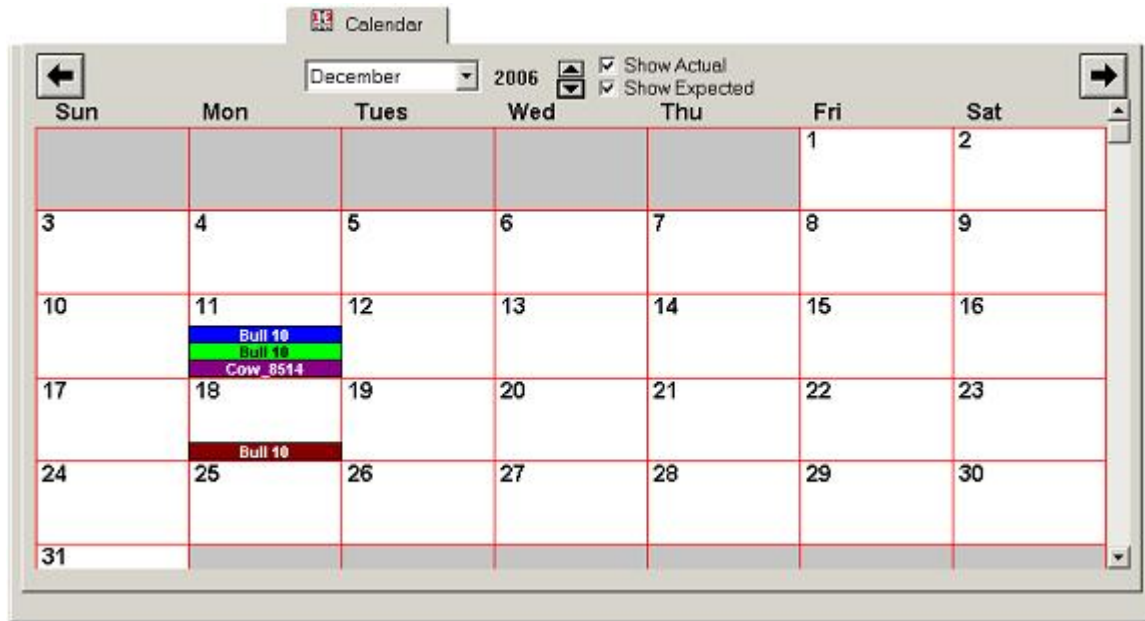 Calendar
December 2006 Show Actual
Show Expected
Sun Mon Tues Wed Thu Fri Sat
1 2
3 4 5 6 7 8 9
10 11 12 13 14 15 16
Bull 10
Bull 10
Cow_8514
17 18 19 20 21 22 23
Bull 10
24 25 26 27 28 29 30
31